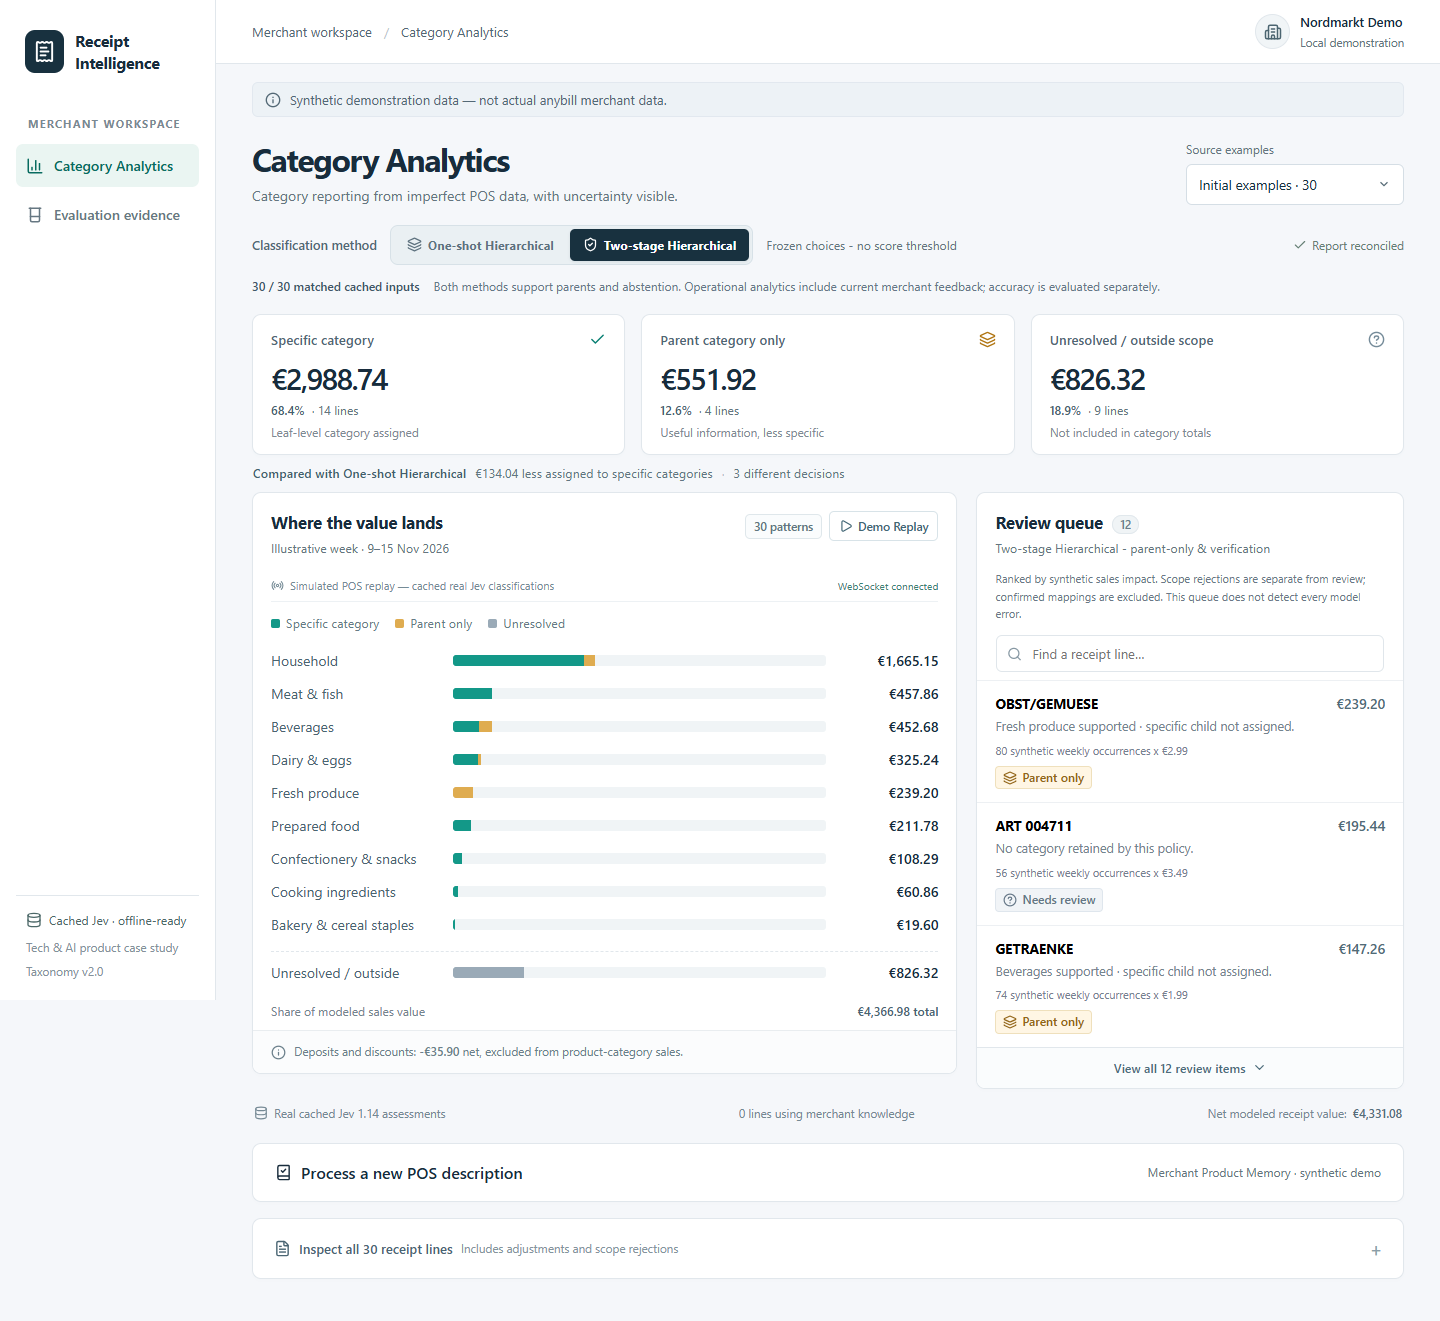 Receipt
Intelligence
MERCHANT WORKSPACE
Category Analytics
Evaluation evidence
Cached Jev · offline-ready
Tech & AI product case study
Taxonomy v2.0
Merchant workspace / Category Analytics
Nordmarkt Demo
Local demonstration
Synthetic demonstration data — not actual anybill merchant data.
Category Analytics
Category reporting from imperfect POS data, with uncertainty visible.
Source examples
Initial examples · 30
Classification method
One-shot Hierarchical
Two-stage Hierarchical
Frozen choices - no score threshold
Report reconciled
30 / 30 matched cached inputs Both methods support parents and abstention. Operational analytics include current merchant feedback; accuracy is evaluated separately.
Specific category
€2,988.74
68.4% · 14 lines
Leaf-level category assigned
Parent category only
€551.92
12.6% · 4 lines
Useful information, less specific
Unresolved / outside scope
€826.32
18.9% · 9 lines
Not included in category totals
Compared with One-shot Hierarchical €134.04 less assigned to specific categories · 3 different decisions
Where the value lands
Illustrative week · 9–15 Nov 2026
30 patterns
Demo Replay
Simulated POS replay — cached real Jev classifications
WebSocket connected
Specific category Parent only Unresolved
Household €1,665.15
Meat & fish €457.86
Beverages €452.68
Dairy & eggs €325.24
Fresh produce €239.20
Prepared food €211.78
Confectionery & snacks €108.29
Cooking ingredients €60.86
Bakery & cereal staples €19.60
Unresolved / outside €826.32
Share of modeled sales value €4,366.98 total
Deposits and discounts: -€35.90 net, excluded from product-category sales.
Review queue 12
Two-stage Hierarchical - parent-only & verification
Ranked by synthetic sales impact. Scope rejections are separate from review;
confirmed mappings are excluded. This queue does not detect every model
error.
Find a receipt line...
OBST/GEMUESE €239.20
Fresh produce supported · specific child not assigned.
80 synthetic weekly occurrences x €2.99
Parent only
ART 004711 €195.44
No category retained by this policy.
56 synthetic weekly occurrences x €3.49
Needs review
GETRAENKE €147.26
Beverages supported · specific child not assigned.
74 synthetic weekly occurrences x €1.99
Parent only
View all 12 review items
Real cached Jev 1.14 assessments
0 lines using merchant knowledge
Net modeled receipt value: €4,331.08
Process a new POS description
Merchant Product Memory · synthetic demo
Inspect all 30 receipt lines Includes adjustments and scope rejections
+